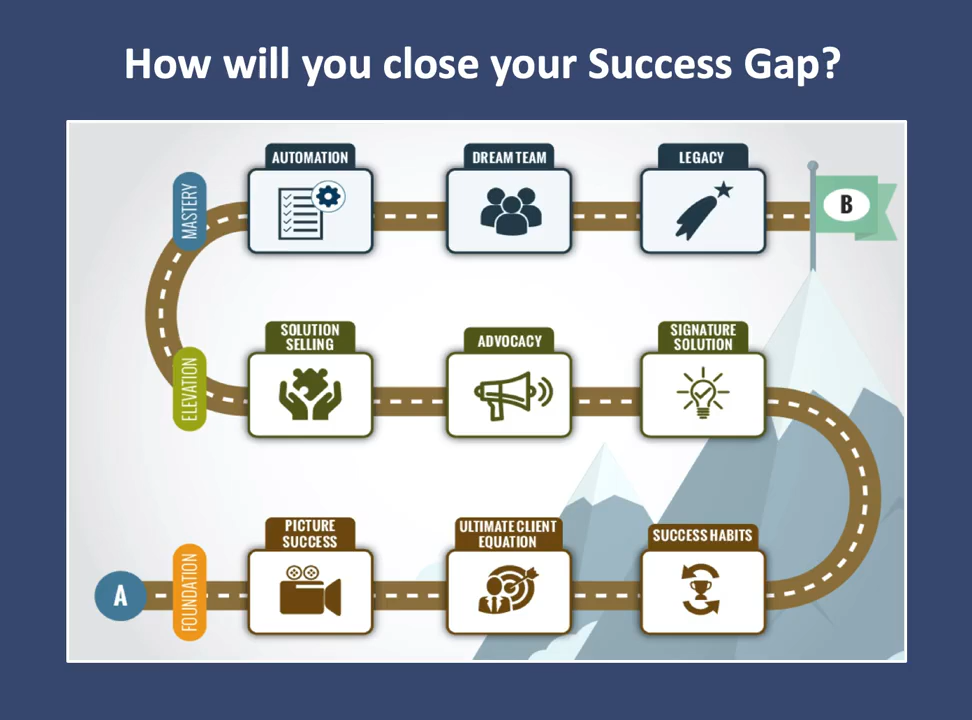 How will you close your Success Gap?
AUTOMATION
DREAM TEAM
LEGACY
MASTERY
B
SOLUTION
SELLING
ADVOCACY
SIGNATURE
SOLUTION
ELEVATION
PICTURE
SUCCESS
ULTIMATE CLIENT
EQUATION
SUCCESS HABITS
A
FOUNDATION